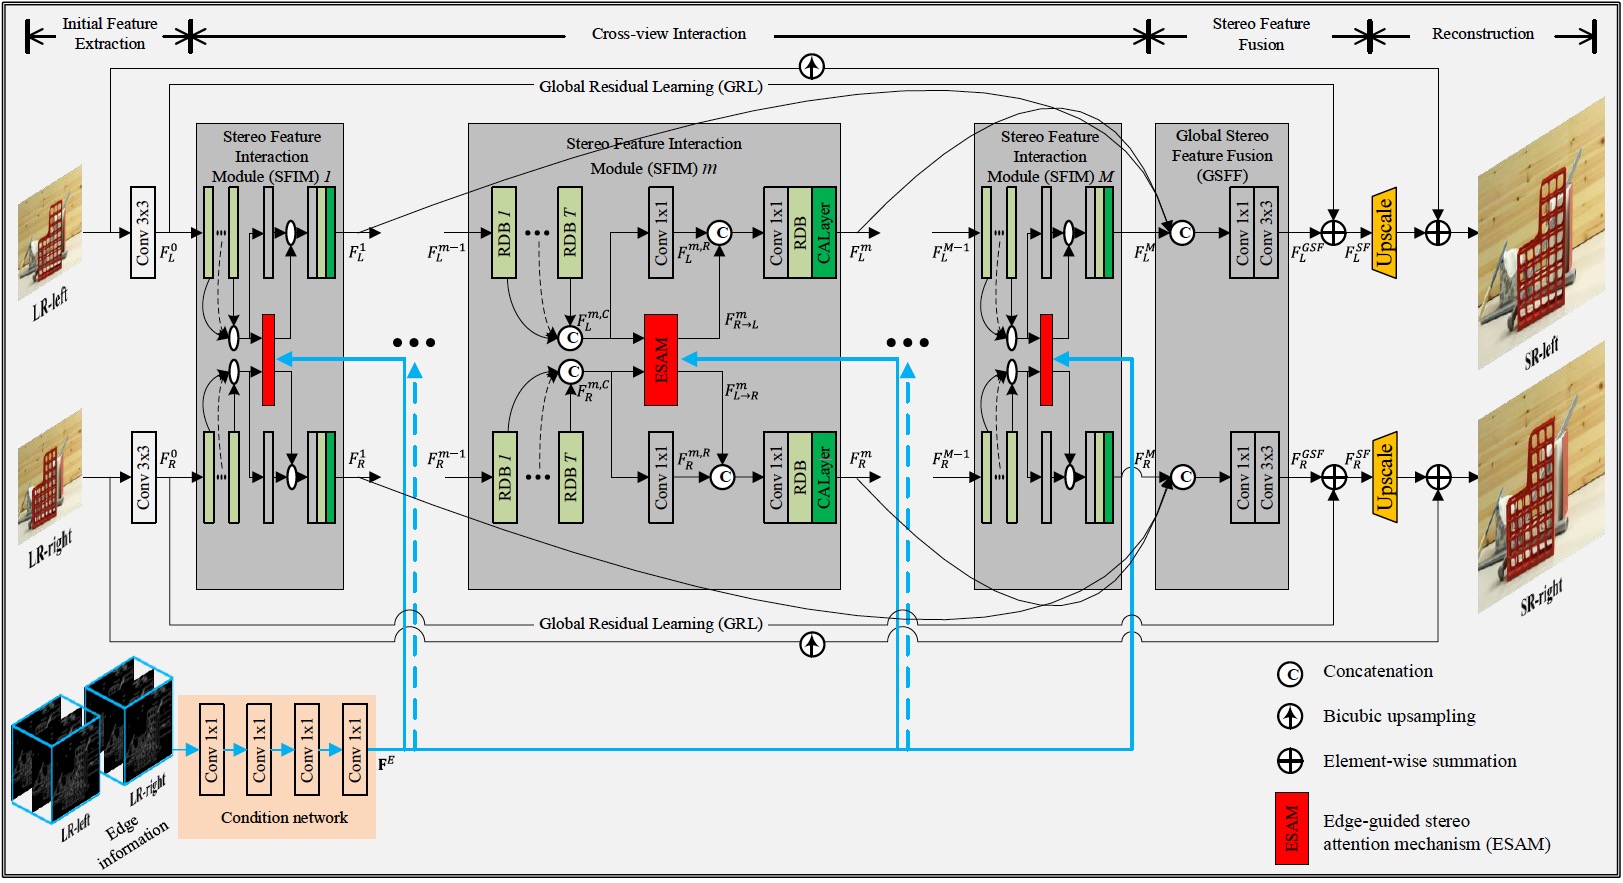 Initial Feature
Extraction
Cross-view Interaction
Stereo Feature
Fusion
Reconstruction
Global Residual Learning (GRL)
Stereo Feature
Interaction
Module (SFIM) 1
Stereo Feature Interaction
Module (SFIM) m
Stereo Feature
Interaction
Module (SFIM) M
Global Stereo
Feature Fusion
(GSFF)
LR-left
Conv 3x3
F_L^0
F_L^1
F_L^{m-1}
RDB 1
RDB T
Conv 1x1
F_L^{m,R}
C
Conv 1x1
RDB
CALayer
F_L^m
F_L^{M-1}
F_L^M
C
Conv 1x1
Conv 3x3
F_L^{GSF}
F_L^{SF}
Upscale
SR-left
F_L^{m,C}
C
F_{R→L}^m
ESAM
C
F_R^{m,C}
F_{L→R}^m
LR-right
Conv 3x3
F_R^0
F_R^1
F_R^{m-1}
RDB 1
RDB T
Conv 1x1
F_R^{m,R}
C
Conv 1x1
RDB
CALayer
F_R^m
F_R^{M-1}
F_R^M
C
Conv 1x1
Conv 3x3
F_R^{GSF}
F_R^{SF}
Upscale
SR-right
Global Residual Learning (GRL)
LR-left
LR-right
Edge
information
Conv 1x1
Conv 1x1
Conv 1x1
Conv 1x1
F^E
Condition network
C
Concatenation
Bicubic upsampling
Element-wise summation
ESAM
Edge-guided stereo
attention mechanism (ESAM)